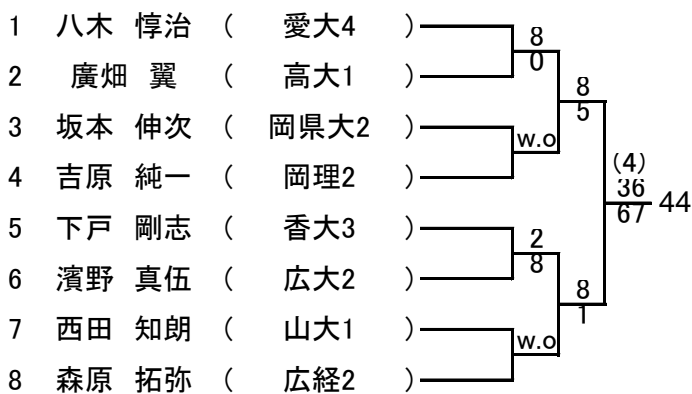 1 八木 惇治 ( 愛大4 )
8
0
2 廣畑 翼 ( 高大1 )
8
5
3 坂本 伸次 ( 岡県大2 )
w.o
4 吉原 純一 ( 岡理2 )
(4)
36
67
44
5 下戸 剛志 ( 香大3 )
2
8
6 濱野 真伍 ( 広大2 )
8
1
7 西田 知朗 ( 山大1 )
w.o
8 森原 拓弥 ( 広経2 )